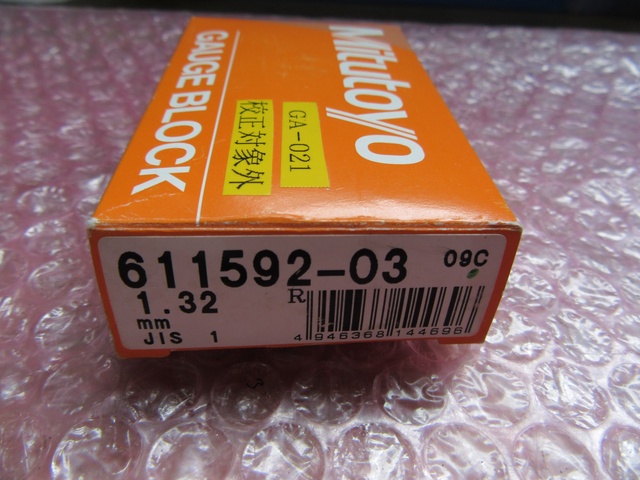 Mitutoyo
GAUGE BLOCK
GA-021
校正対象外
611592-03
09C
1.32
R
mm
JIS 1
4 946368 144696